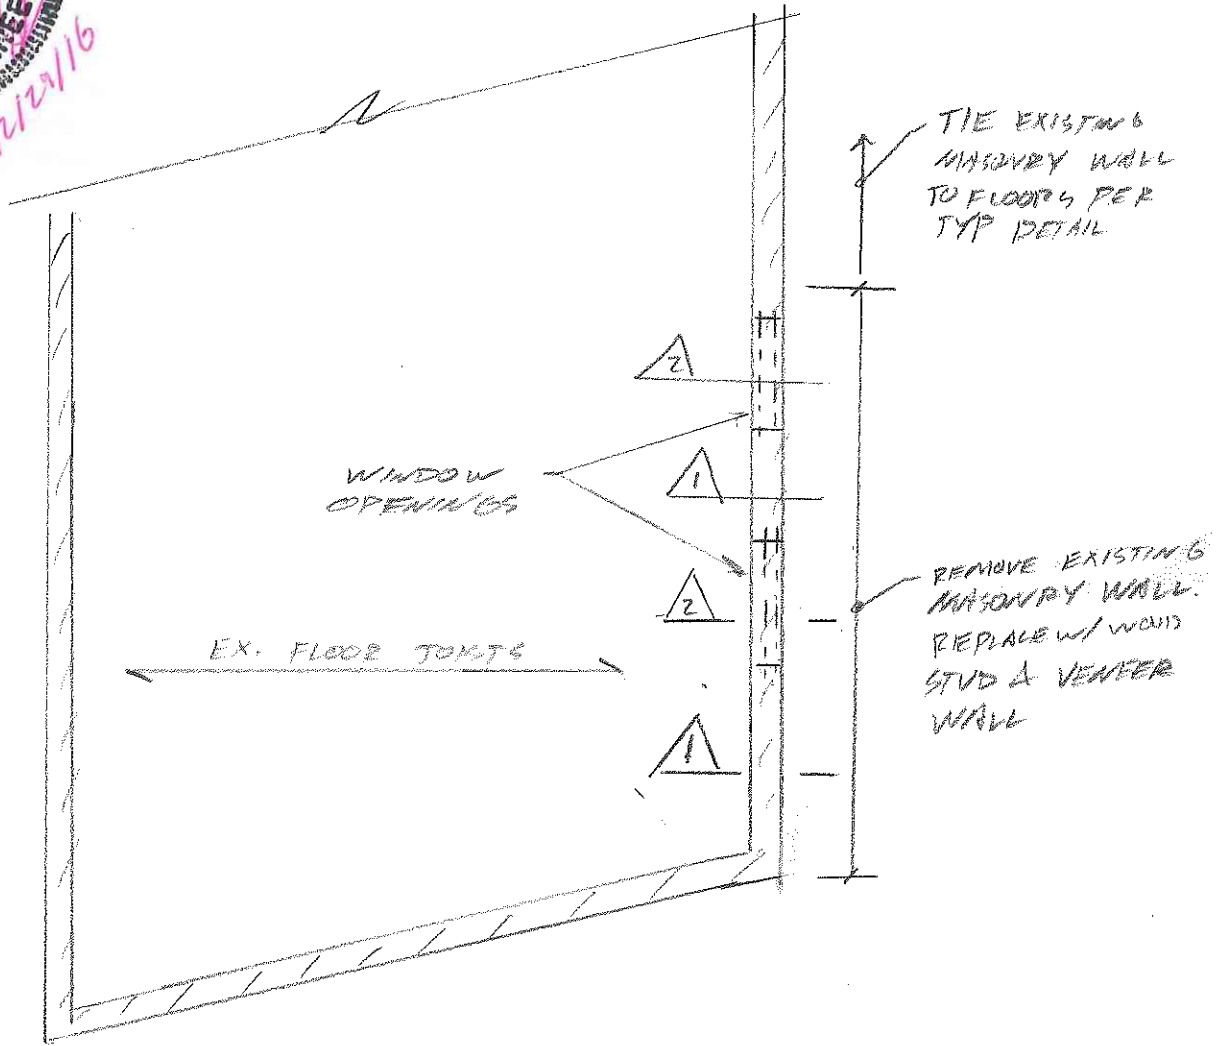 2/29/16
TIE EXISTING
MASONRY WALL
TO FLOORS PER
TYP DETAIL
2
1
WINDOW
OPENINGS
2
EX. FLOOR JOISTS
1
REMOVE EXISTING
MASONRY WALL.
REPLACE W/ WOOD
STUD & VENEER
WALL